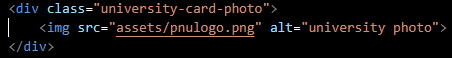 <div class="university-card-photo">
    <img src="assets/pnulogo.png" alt="university photo">
</div>